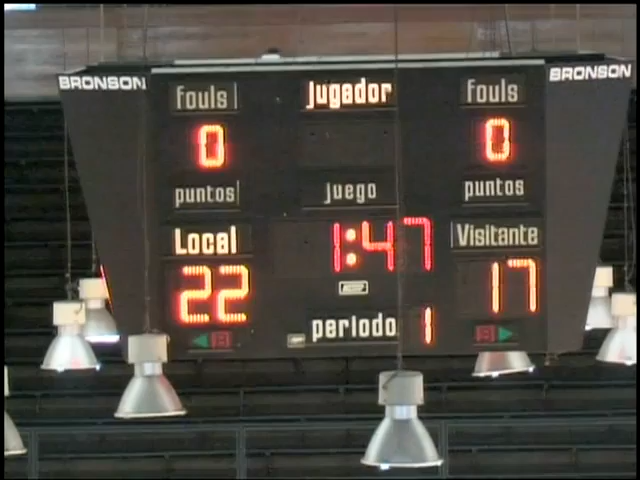 BRONSON
BRONSON
fouls jugador fouls
0 0
puntos juego puntos
Local 1:47 Visitante
22 17
periodo 1
B B